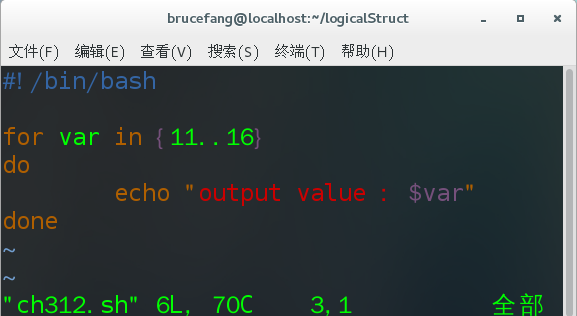 brucefang@localhost:~/logicalStruct
文件(F) 编辑(E) 查看(V) 搜索(S) 终端(T) 帮助(H)
#!/bin/bash
for var in {11..16}
do
echo "output value : $var"
done
~
~
"ch312.sh" 6L, 70C 3,1 全部